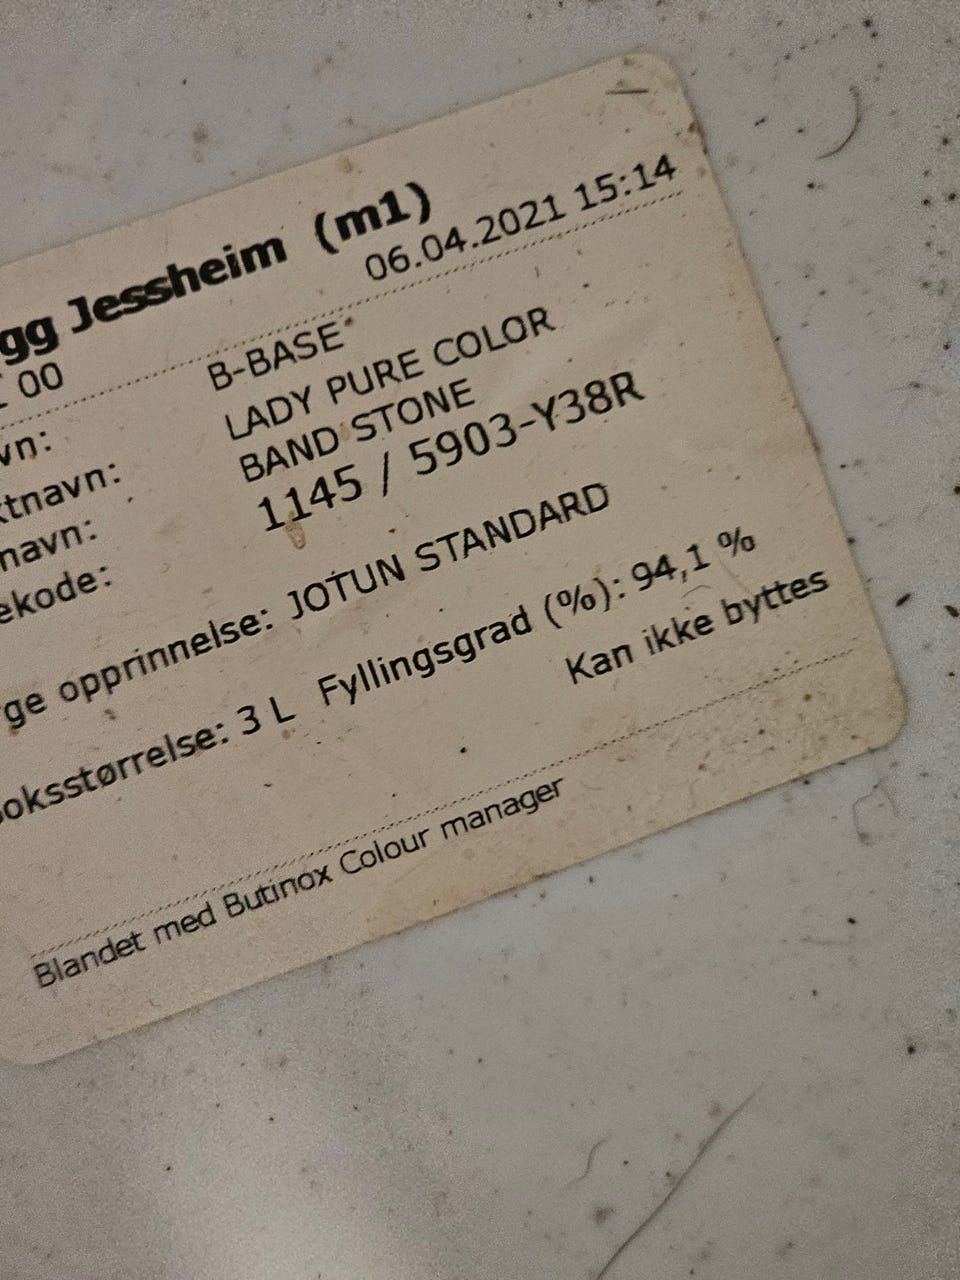 gg Jessheim (m1)
00 06.04.2021 15:14
vn: B-BASE
ktnavn: LADY PURE COLOR
navn: BAND STONE
ekode: 1145 / 5903-Y38R
ge opprinnelse: JOTUN STANDARD
oksstørrelse: 3 L Fyllingsgrad (%): 94,1 %
Kan ikke byttes
Blandet med Butinox Colour manager